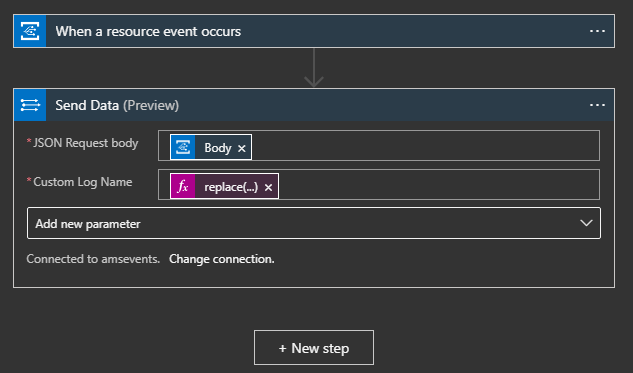 When a resource event occurs
...
Send Data (Preview)
...
*JSON Request body
Body ×
*Custom Log Name
fx replace(...) ×
Add new parameter
Connected to amsevents. Change connection.
+ New step